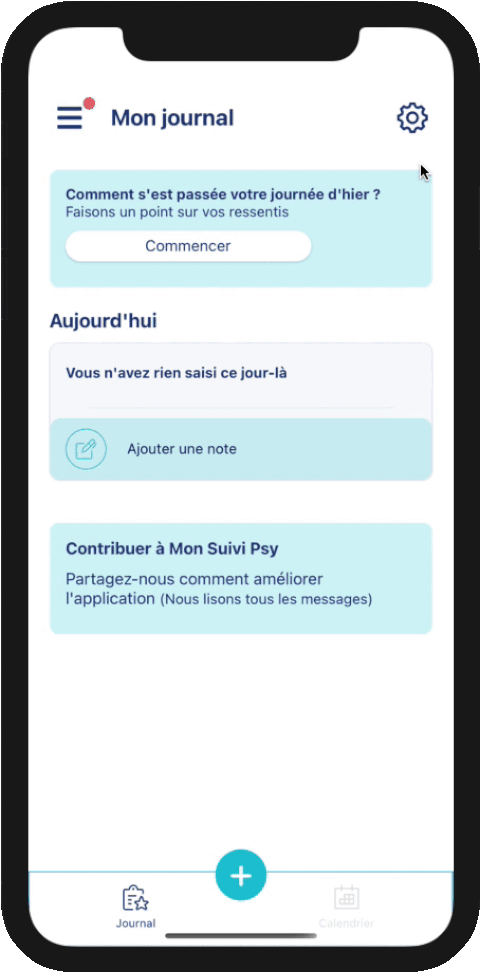 Mon journal
Comment s'est passée votre journée d'hier ?
Faisons un point sur vos ressentis
Commencer
Aujourd'hui
Vous n'avez rien saisi ce jour-là
Ajouter une note
Contribuer à Mon Suivi Psy
Partagez-nous comment améliorer
l'application (Nous lisons tous les messages)
Journal
Calendrier